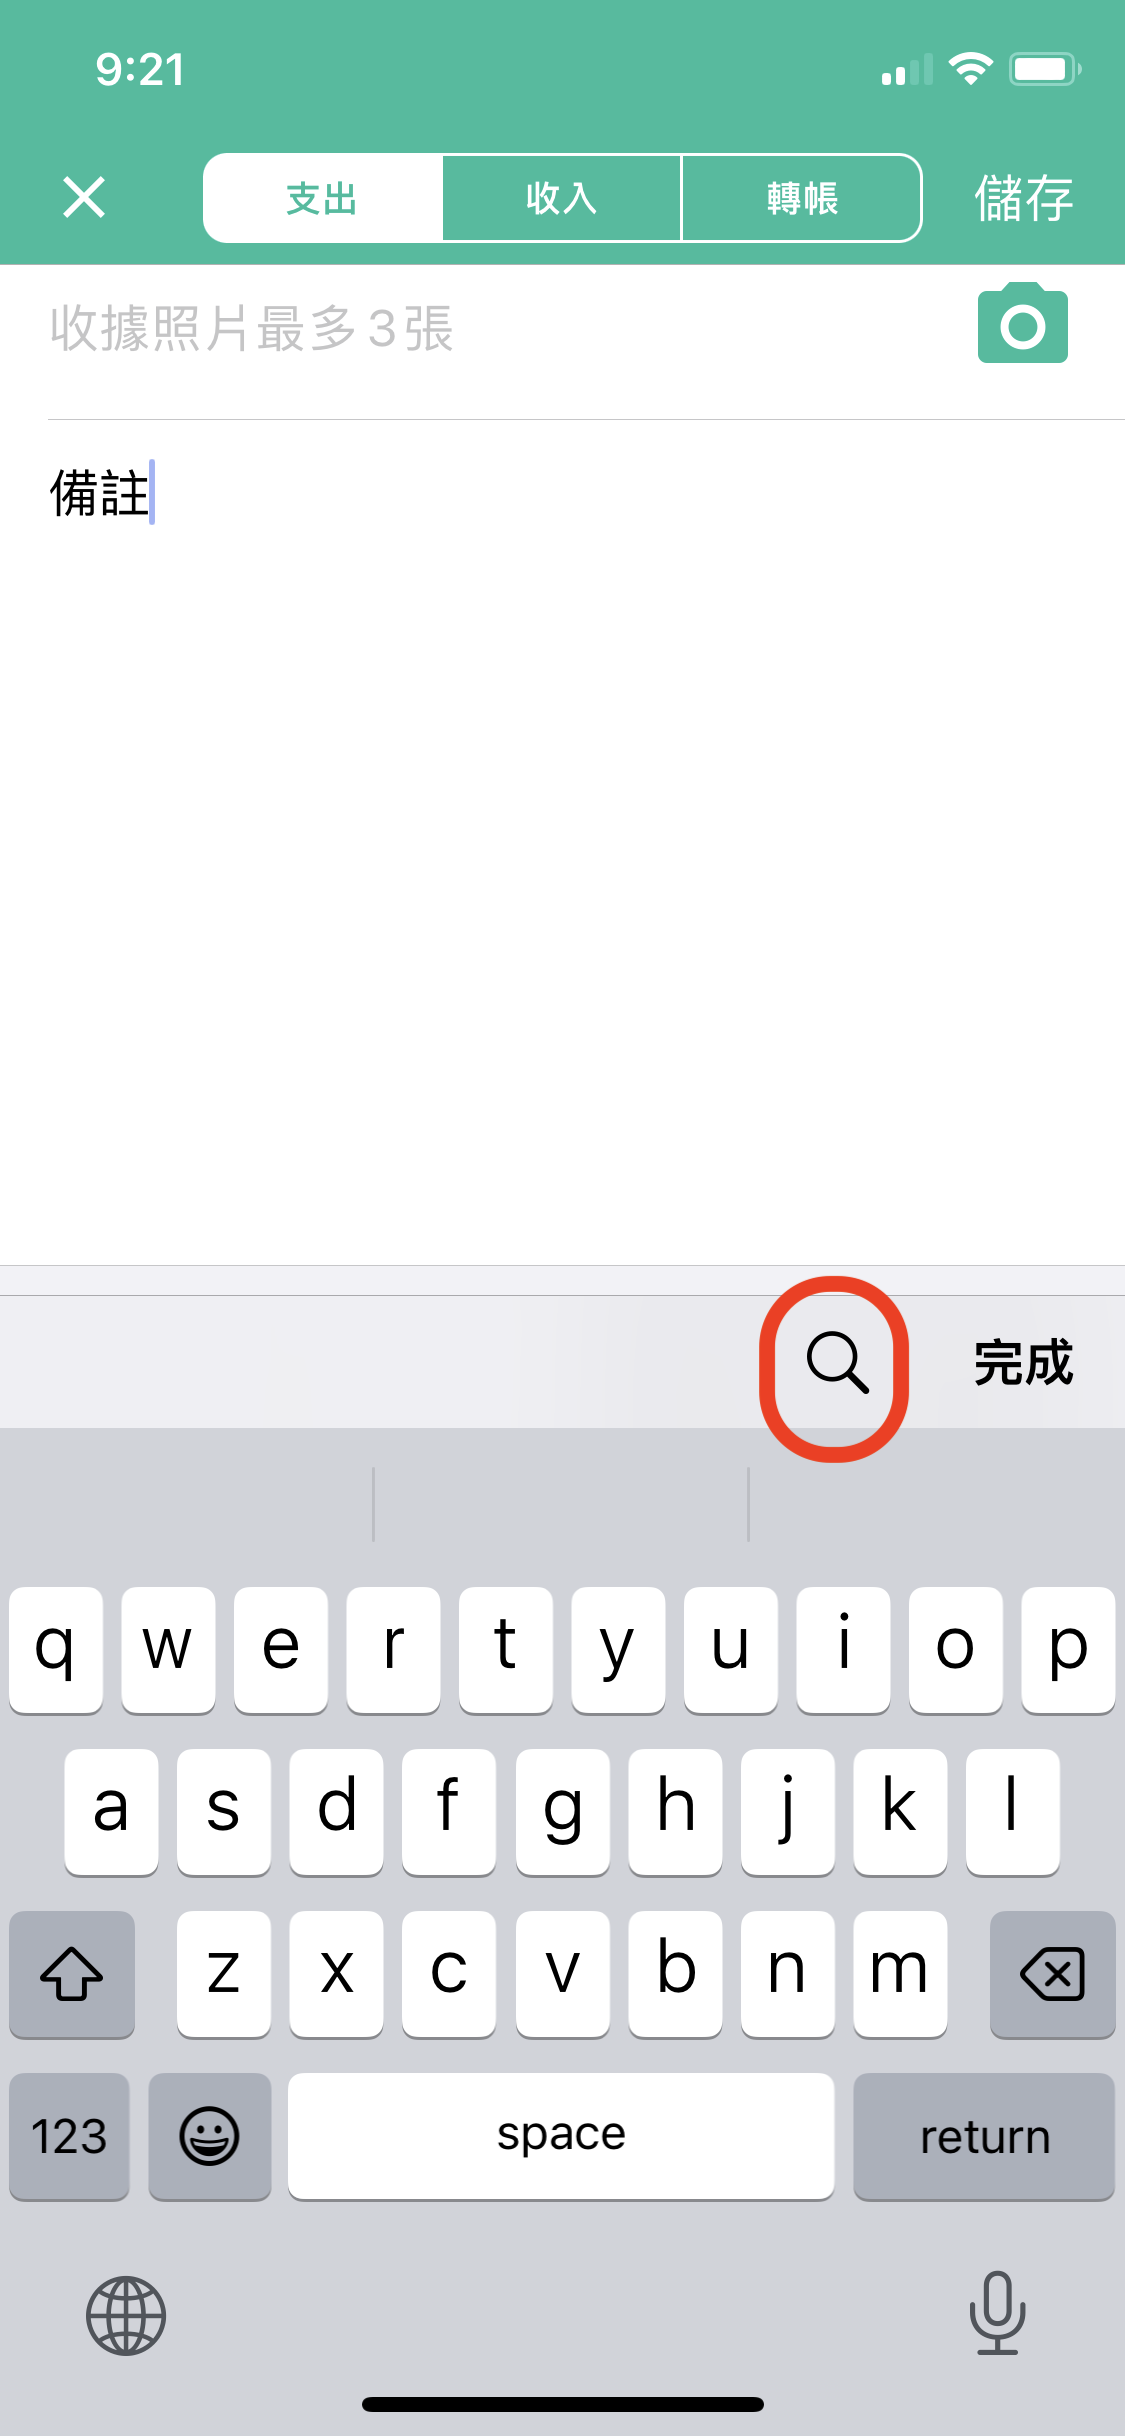 9:21
支出 收入 轉帳 儲存
收據照片最多3張
備註
完成
q w e r t y u i o p
a s d f g h j k l
z x c v b n m
123 space return